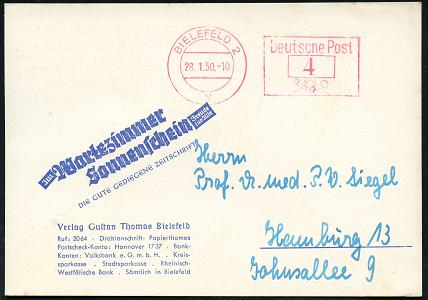 BIELEFELD 2
28.1.50.-10
Deutsche Post
4
Im Wartezimmer
Sonnenschein
DIE GUTE GEDIEGENE ZEITSCHRIFT
Herrn
Prof. Dr. med. P. V. Siegel
Hamburg 13
Johnsallee 9
Verlag Gustav Thomas Bielefeld
Ruf: 3064 · Drahtanschrift: Papierthomas
Postscheck-Konto: Hannover 1737 . Bank-
Konten: Volksbank e. G. m. b. H. . Kreis-
sparkasse . Stadtsparkasse . Rheinisch-
Westfälische Bank . Sämtlich in Bielefeld